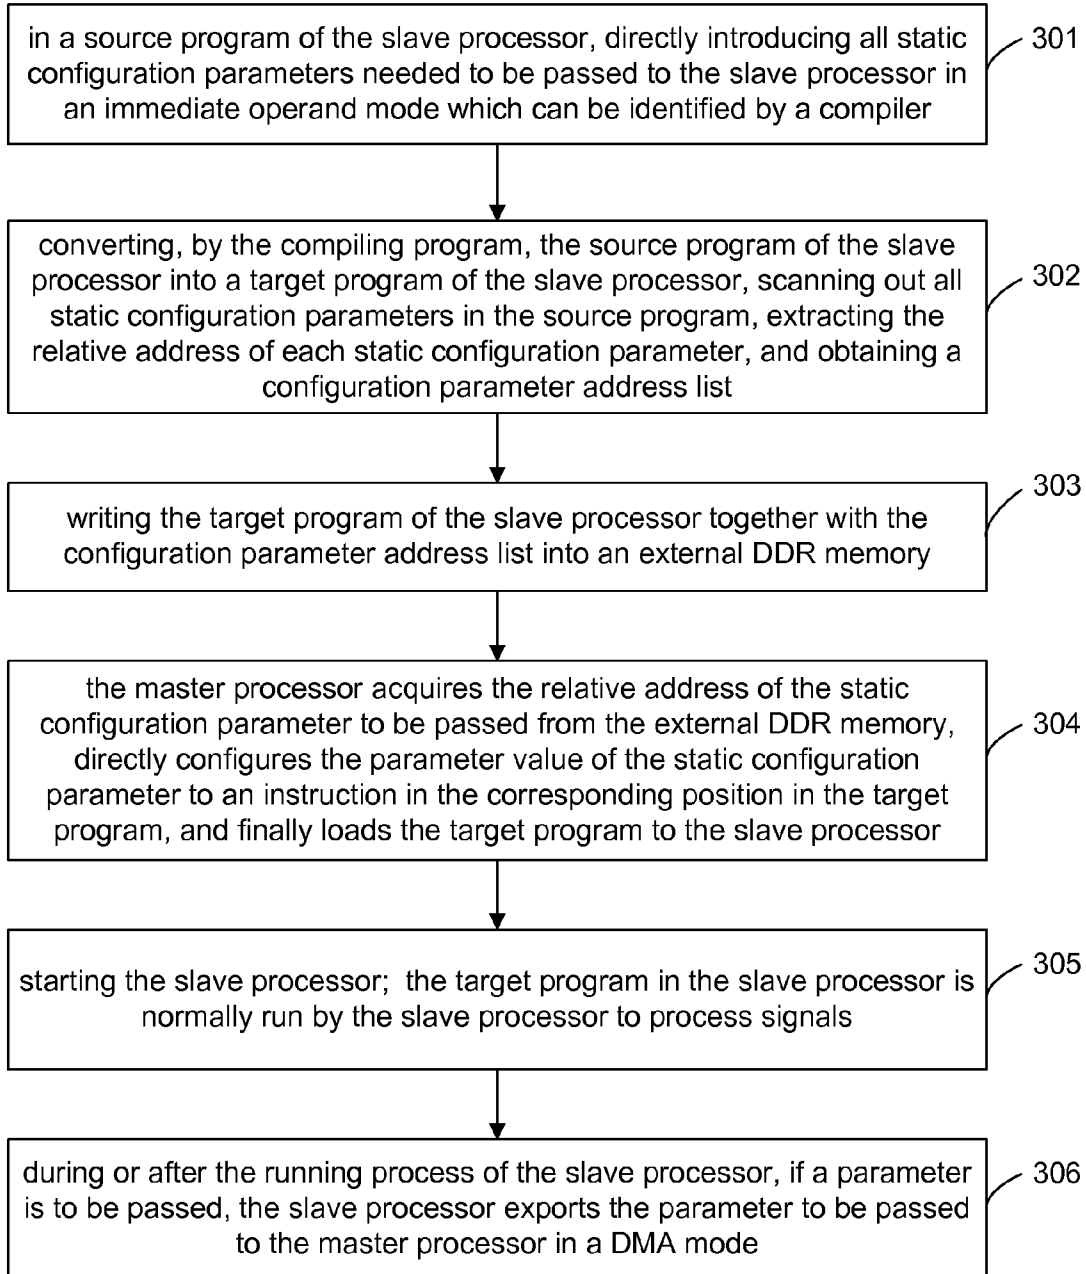 in a source program of the slave processor, directly introducing all static
configuration parameters needed to be passed to the slave processor in
an immediate operand mode which can be identified by a compiler
301
converting, by the compiling program, the source program of the slave
processor into a target program of the slave processor, scanning out all
static configuration parameters in the source program, extracting the
relative address of each static configuration parameter, and obtaining a
configuration parameter address list
302
writing the target program of the slave processor together with the
configuration parameter address list into an external DDR memory
303
the master processor acquires the relative address of the static
configuration parameter to be passed from the external DDR memory,
directly configures the parameter value of the static configuration
parameter to an instruction in the corresponding position in the target
program, and finally loads the target program to the slave processor
304
starting the slave processor; the target program in the slave processor is
normally run by the slave processor to process signals
305
during or after the running process of the slave processor, if a parameter
is to be passed, the slave processor exports the parameter to be passed
to the master processor in a DMA mode
306